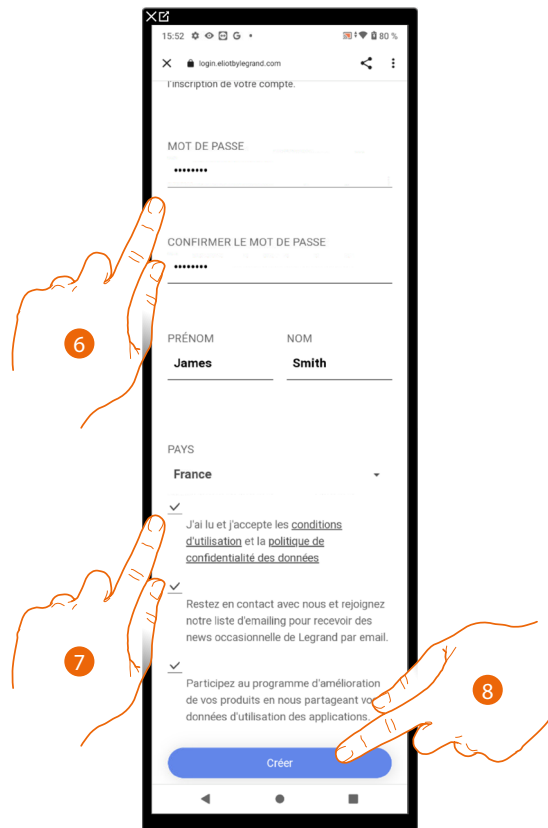 15:52 G 80 %
login.eliotbylegrand.com
l'inscription de votre compte.
MOT DE PASSE
••••••••
CONFIRMER LE MOT DE PASSE
••••••••
6
PRÉNOM NOM
James Smith
PAYS
France
J'ai lu et j'accepte les conditions
d'utilisation et la politique de
confidentialité des données
Restez en contact avec nous et rejoignez
notre liste d'emailing pour recevoir des
news occasionnelle de Legrand par email.
7
Participez au programme d'amélioration
de vos produits en nous partageant vos
données d'utilisation des applications.
8
Créer